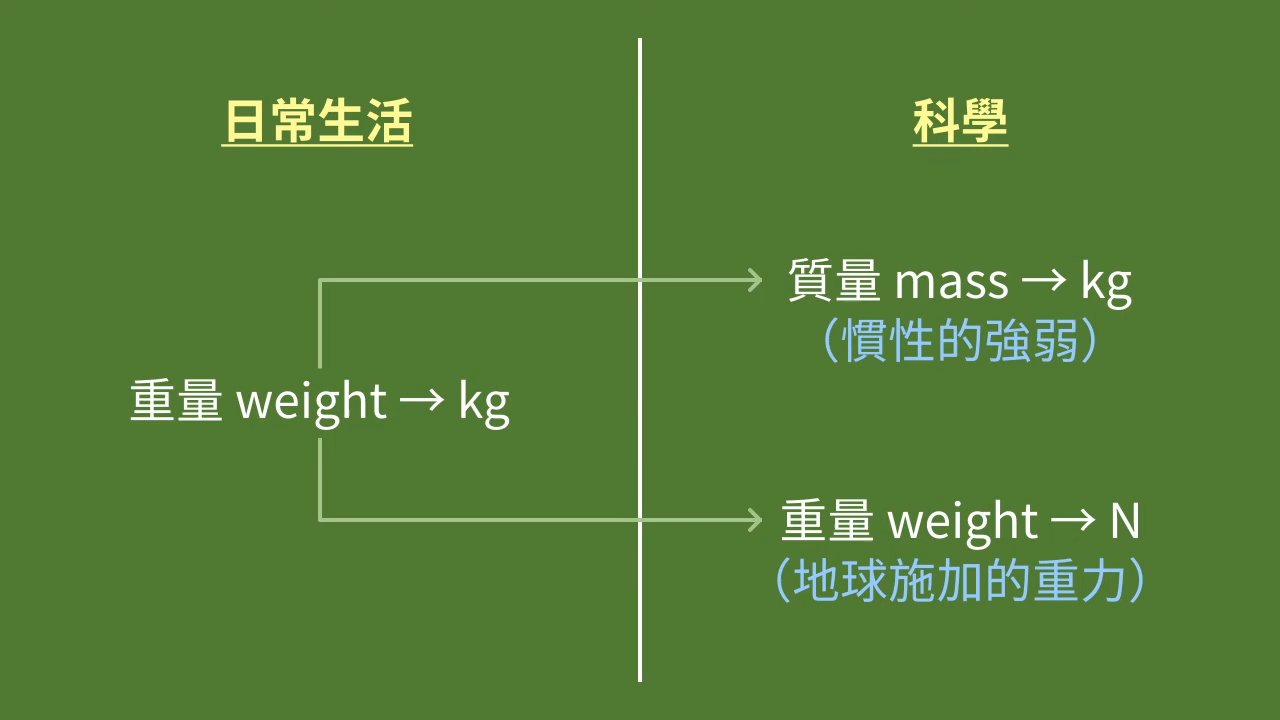 日常生活
重量 weight → kg
科學
質量 mass → kg
（慣性的強弱）
重量 weight → N
（地球施加的重力）